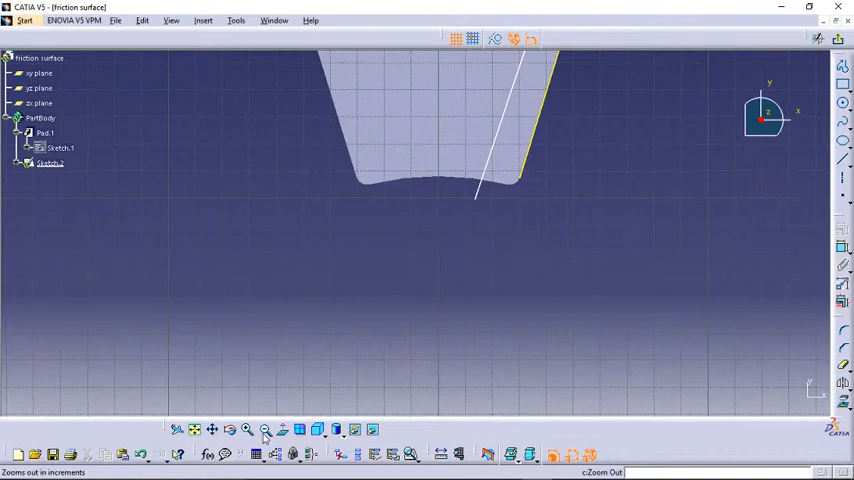 CATIA V5 - [friction surface]
Start ENOVIA V5 VPM File Edit View Insert Tools Window Help
friction surface
xy plane
yz plane
zx plane
PartBody
Pad.1
Sketch.1
Sketch.2
y
x
z
y
x
f(x)
CATIA
Zooms out in increments
c:Zoom Out